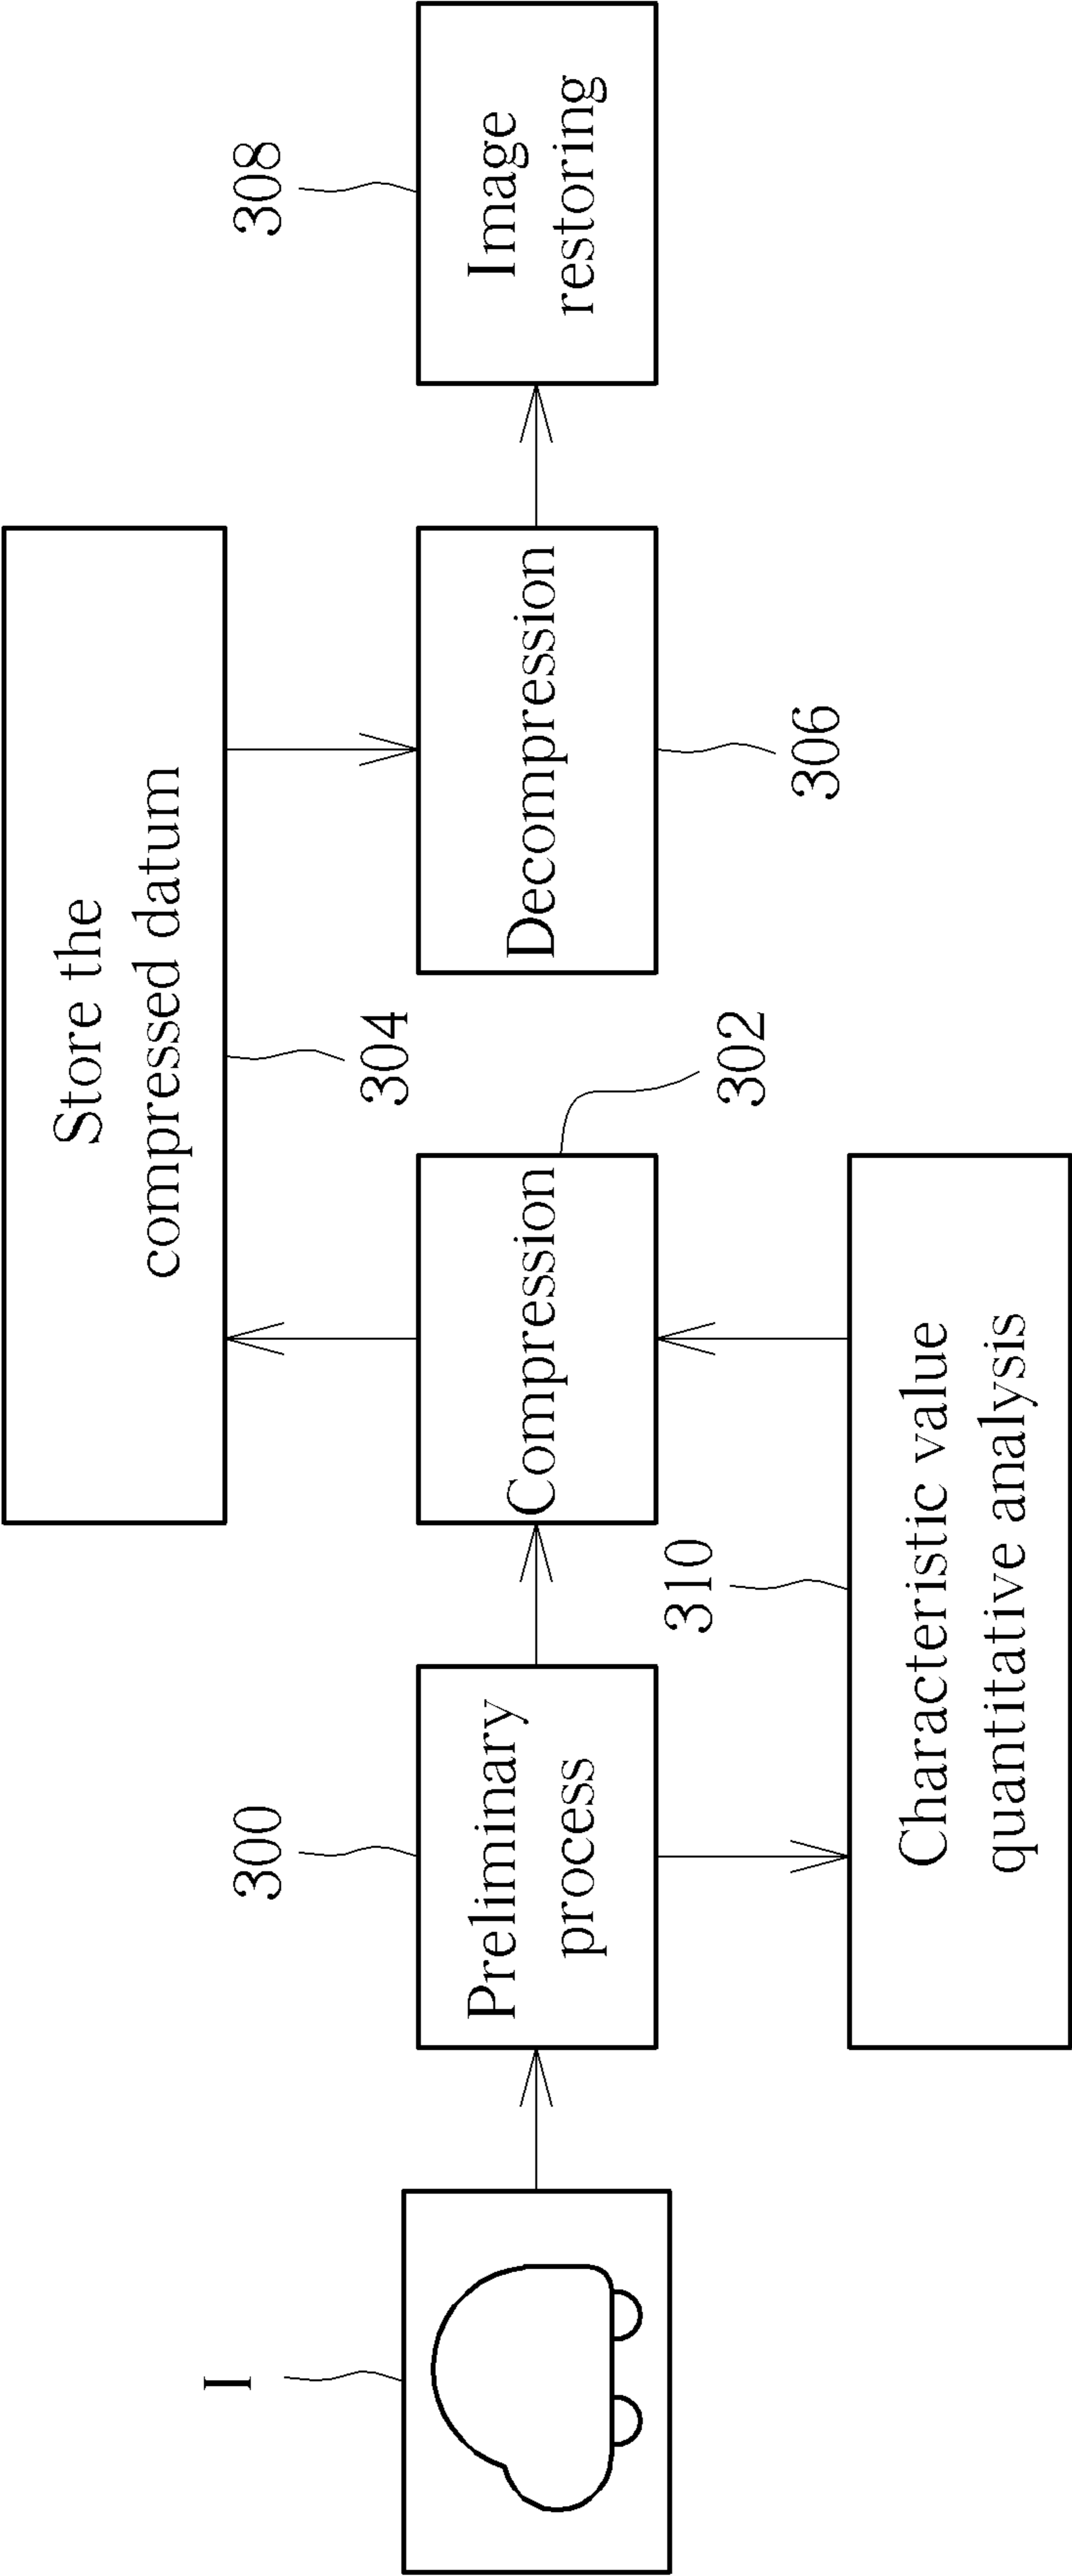 Store the
compressed datum
304
I
300
Preliminary
process
Compression
302
Decompression
306
308
Image
restoring
310
Characteristic value
quantitative analysis